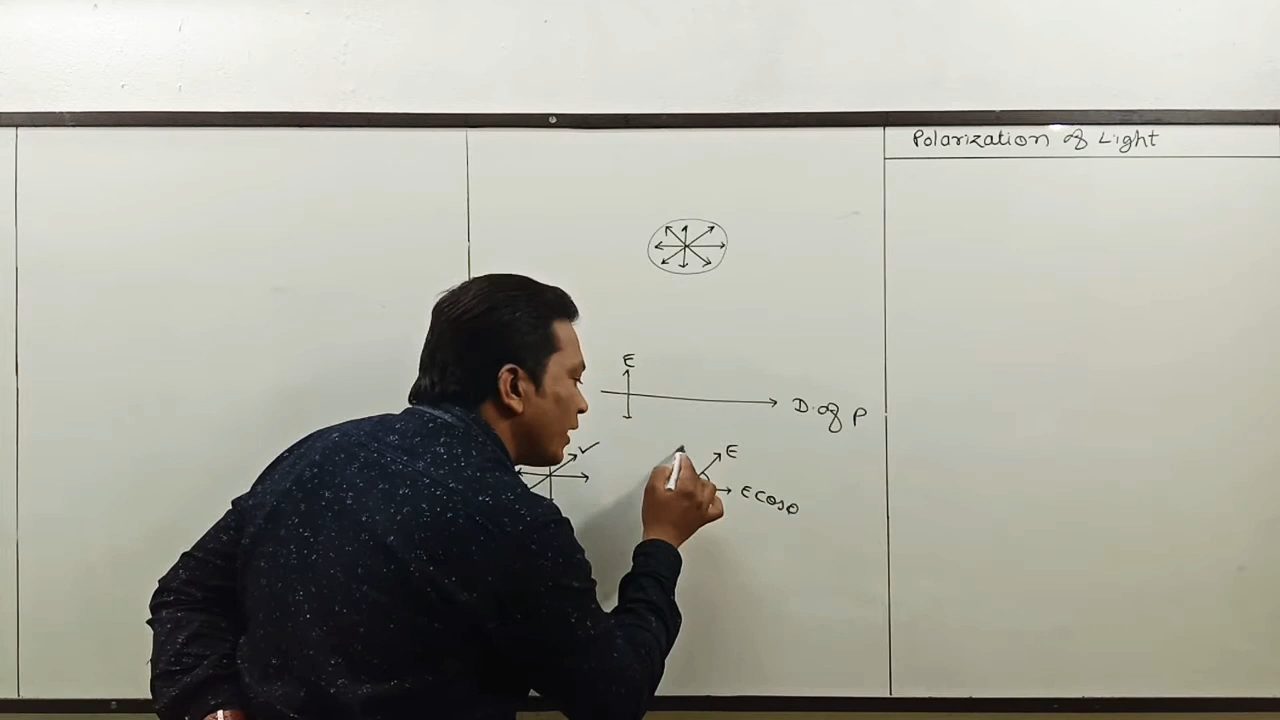 Polarization of Light
E
D. of P
E
E Cosθ